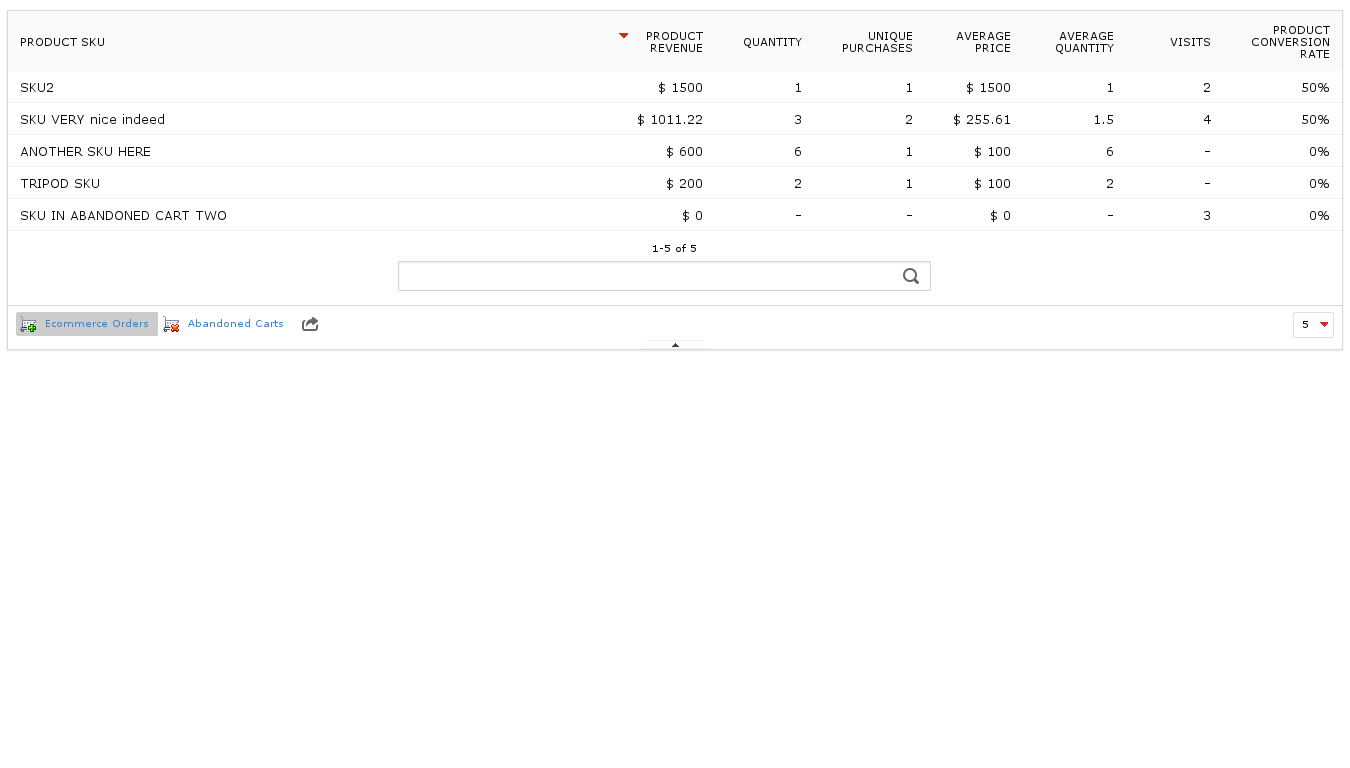 PRODUCT SKU PRODUCT REVENUE QUANTITY UNIQUE PURCHASES AVERAGE PRICE AVERAGE QUANTITY VISITS PRODUCT CONVERSION RATE
SKU2 $ 1500 1 1 $ 1500 1 2 50%
SKU VERY nice indeed $ 1011.22 3 2 $ 255.61 1.5 4 50%
ANOTHER SKU HERE $ 600 6 1 $ 100 6 - 0%
TRIPOD SKU $ 200 2 1 $ 100 2 - 0%
SKU IN ABANDONED CART TWO $ 0 - - $ 0 - 3 0%
1-5 of 5
Ecommerce Orders Abandoned Carts 5